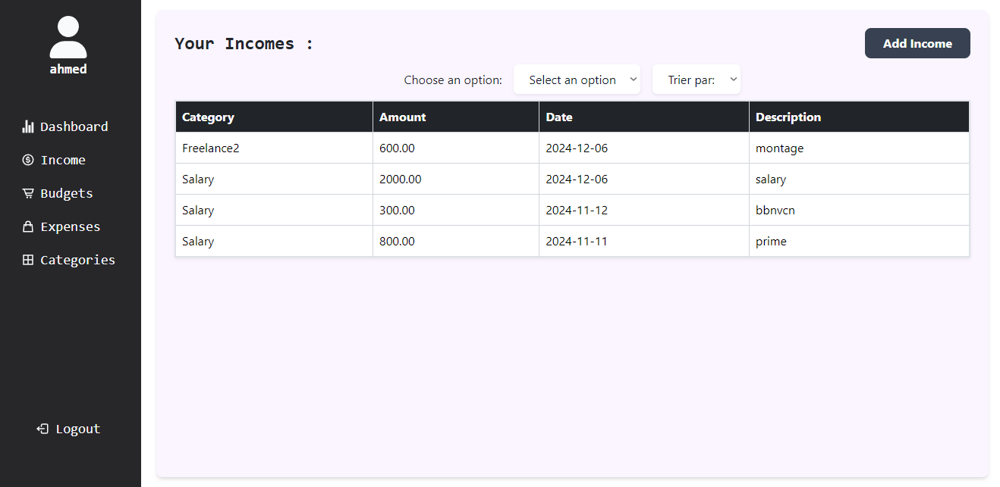 ahmed
Dashboard
Income
Budgets
Expenses
Categories
Logout
Your Incomes :
Add Income
Choose an option: Select an option Trier par:
Category Amount Date Description
Freelance2 600.00 2024-12-06 montage
Salary 2000.00 2024-12-06 salary
Salary 300.00 2024-11-12 bbnvcn
Salary 800.00 2024-11-11 prime